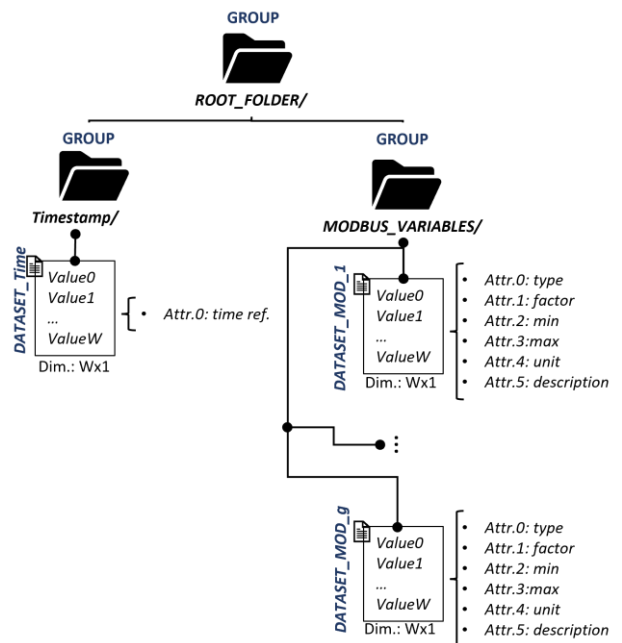 GROUP
ROOT_FOLDER/
GROUP
Timestamp/
DATASET_Time
Value0
Value1
...
ValueW
Dim.: Wx1
• Attr.0: time ref.
GROUP
MODBUS_VARIABLES/
DATASET_MOD_1
Value0
Value1
...
ValueW
Dim.: Wx1
• Attr.0: type
• Attr.1: factor
• Attr.2: min
• Attr.3:max
• Attr.4: unit
• Attr.5: description
⋮
DATASET_MOD_g
Value0
Value1
...
ValueW
Dim.: Wx1
• Attr.0: type
• Attr.1: factor
• Attr.2: min
• Attr.3:max
• Attr.4: unit
• Attr.5: description